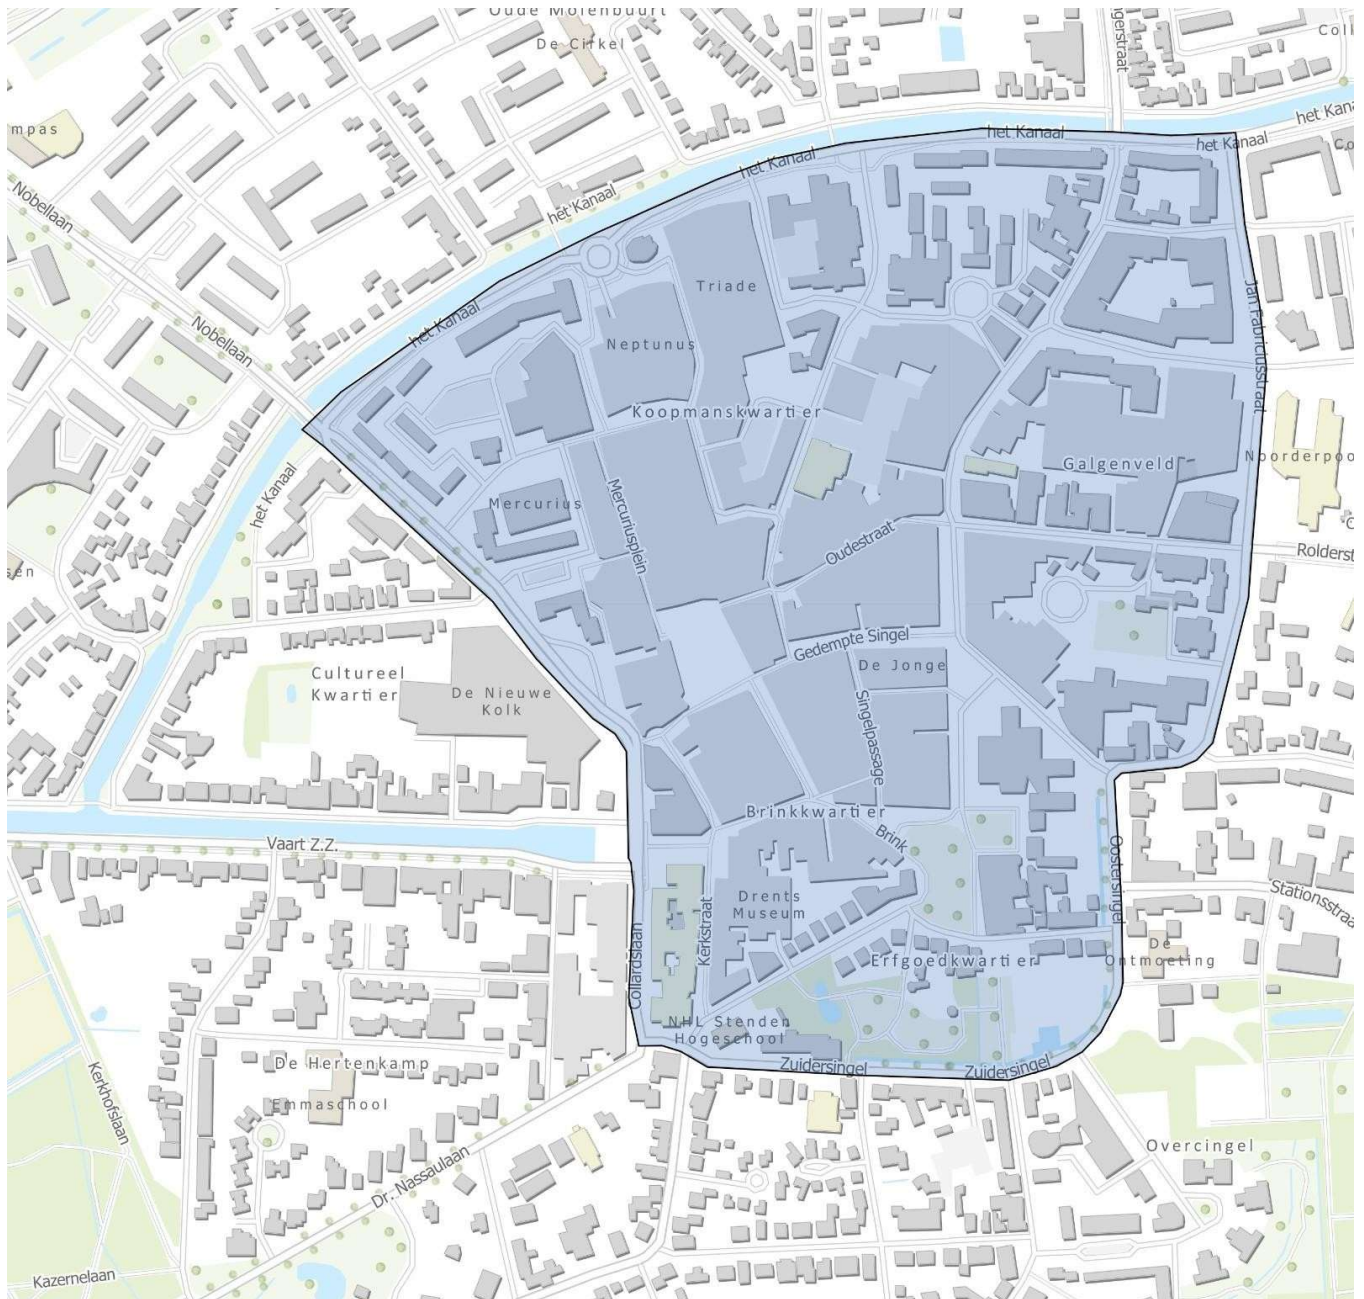 Oude Molenbuurt
De Cirkel
ngerstraat
Coll
mpas
het Kanaal
het Kanaal
het Kanaal
het Kana
Co
Nobellaan
het Kanaal
Triade
Jan Fabriciusstraat
Nobellaan
het Kanaal
Neptunus
Koopmanskwartier
Galgenveld
Noorderpoo
het Kanaal
Mercurius
Mercuriusplein
Oudestraat
Rolderst
sen
Gedempte Singel
De Jonge
Cultureel
Kwartier
De Nieuwe
Kolk
Singelpassage
Brinkkwartier
Brink
Vaart Z.Z.
Oostersingel
Stationsstraa
Drents
Museum
Kerkstraat
Collardslaan
Erfgoedkwartier
De
Ontmoeting
NHL Stenden
Hogeschool
Zuidersingel
Zuidersingel
De Hertenkamp
Emmaschool
Kerkhofslaan
Dr. Nassaulaan
Overcingel
Kazernelaan